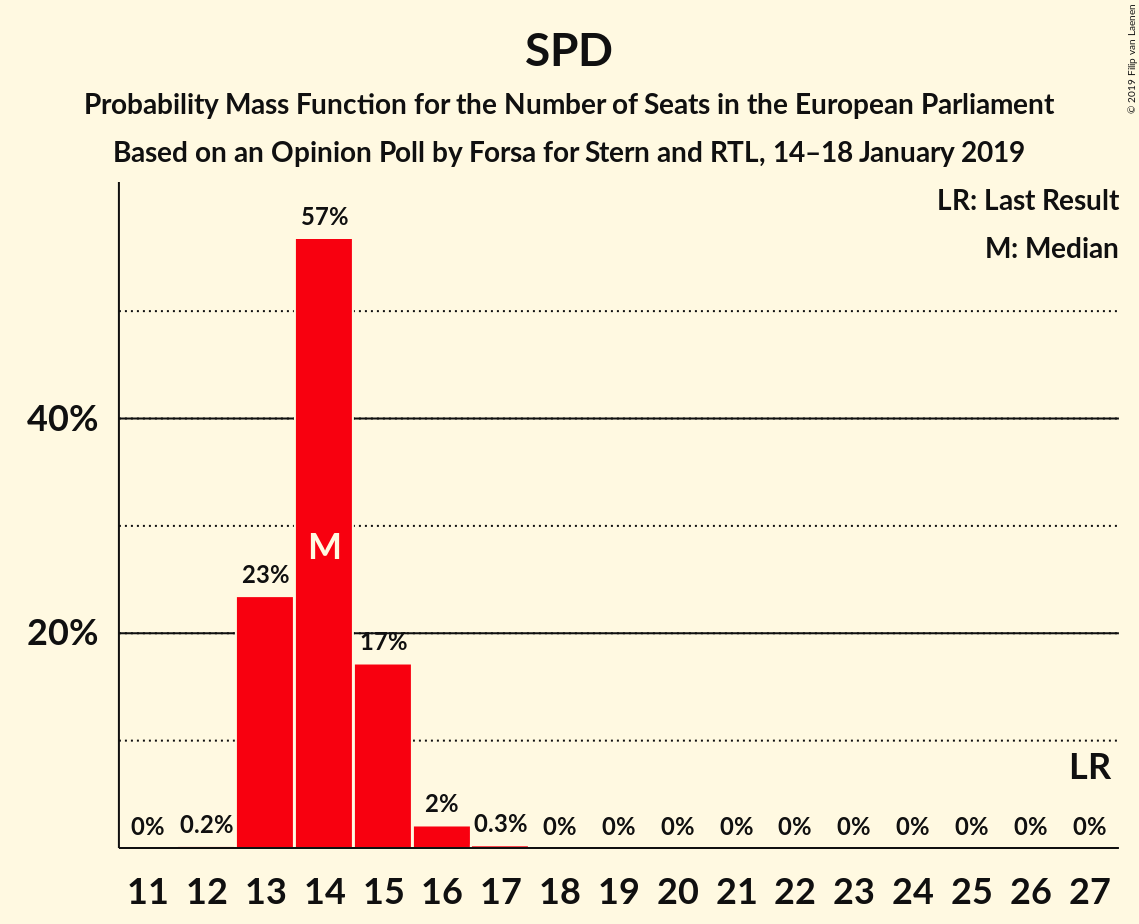 SPD
Probability Mass Function for the Number of Seats in the European Parliament
Based on an Opinion Poll by Forsa for Stern and RTL, 14–18 January 2019
© 2019 Filip van Laenen
LR: Last Result
M: Median
57%
40%
M
23%
20%
17%
LR
0% 0.2% 2% 0.3% 0% 0% 0% 0% 0% 0% 0% 0% 0% 0%
11 12 13 14 15 16 17 18 19 20 21 22 23 24 25 26 27